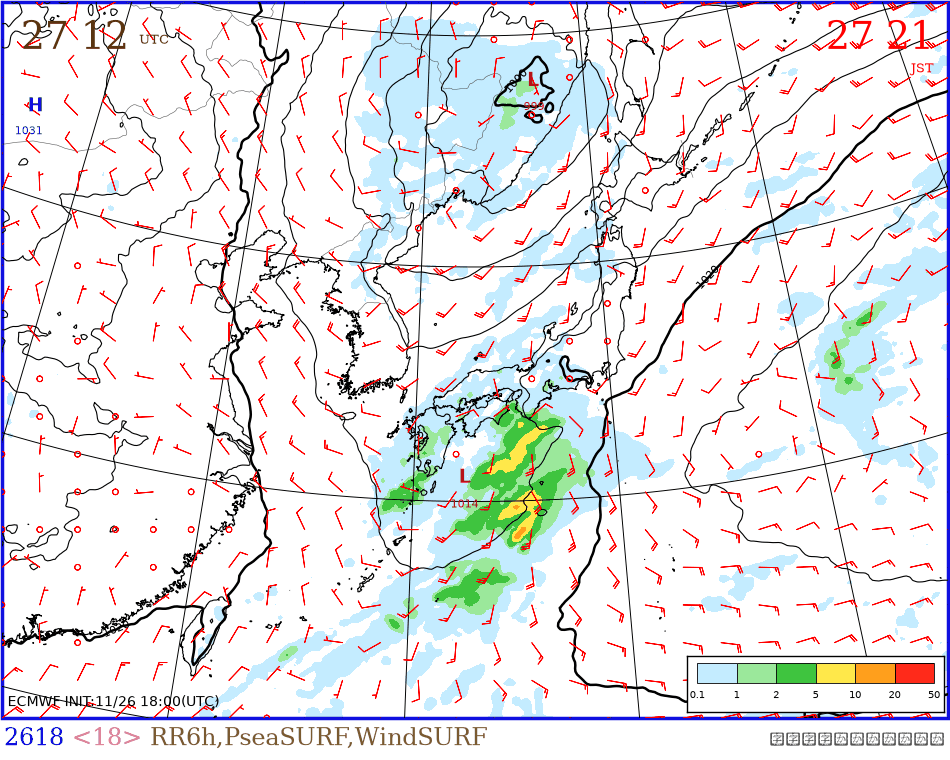 27 12 UTC
27 21
JST
H
1031
L
1020
L
1014
ECMWF INIT:11/26 18:00(UTC)
0.1 1 2 5 10 20 50
2618 <18> RR6h,PseaSURF,WindSURF